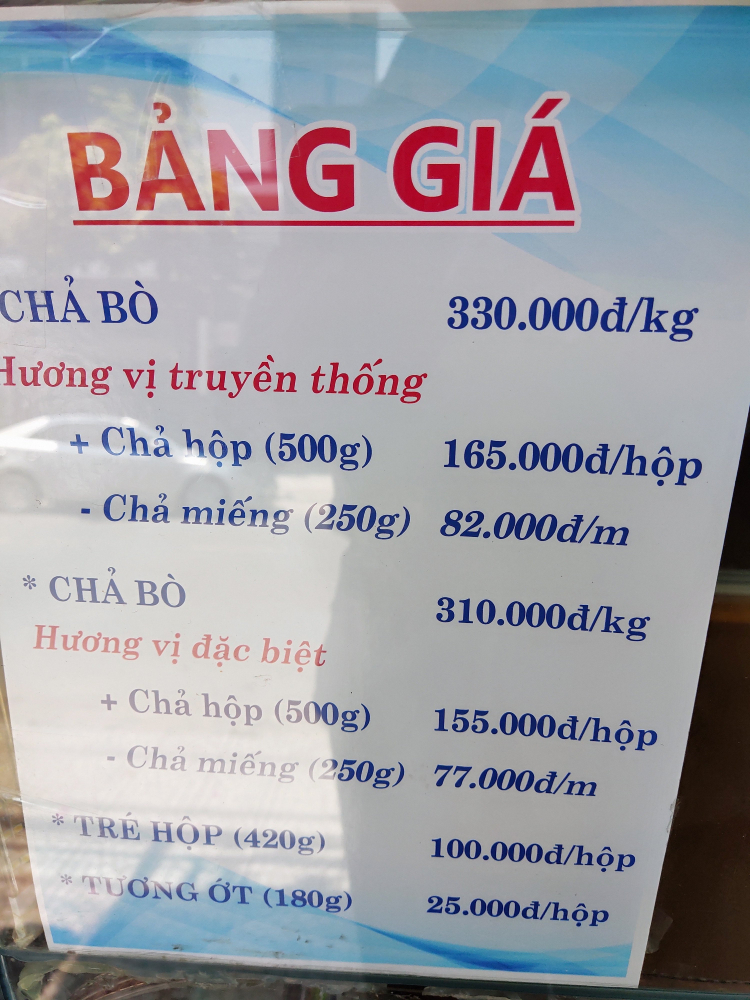 BẢNG GIÁ
CHẢ BÒ 330.000đ/kg
Hương vị truyền thống
+ Chả hộp (500g) 165.000đ/hộp
- Chả miếng (250g) 82.000đ/m
* CHẢ BÒ 310.000đ/kg
Hương vị đặc biệt
+ Chả hộp (500g) 155.000đ/hộp
- Chả miếng (250g) 77.000đ/m
* TRÉ HỘP (420g) 100.000đ/hộp
* TƯƠNG ỚT (180g) 25.000đ/hộp